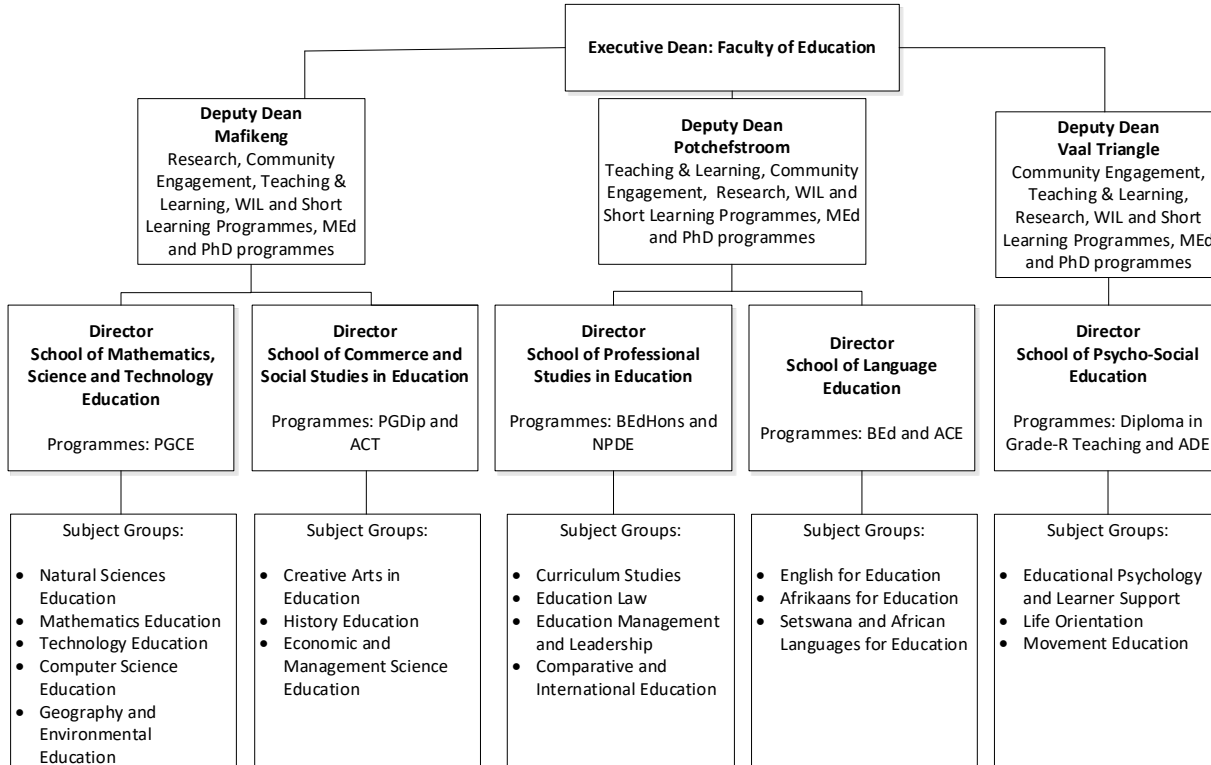 Executive Dean: Faculty of Education
Deputy Dean
Mafikeng
Research, Community
Engagement, Teaching &
Learning, WIL and Short
Learning Programmes, MEd
and PhD programmes
Deputy Dean
Potchefstroom
Teaching & Learning, Community
Engagement, Research, WIL and
Short Learning Programmes, MEd
and PhD programmes
Deputy Dean
Vaal Triangle
Community Engagement,
Teaching & Learning,
Research, WIL and Short
Learning Programmes, MEd
and PhD programmes
Director
School of Mathematics,
Science and Technology
Education
Programmes: PGCE
Director
School of Commerce and
Social Studies in Education
Programmes: PGDip and
ACT
Director
School of Professional
Studies in Education
Programmes: BEdHons and
NPDE
Director
School of Language
Education
Programmes: BEd and ACE
Director
School of Psycho-Social
Education
Programmes: Diploma in
Grade-R Teaching and ADE
Subject Groups:
• Natural Sciences
Education
• Mathematics Education
• Technology Education
• Computer Science
Education
• Geography and
Environmental
Education
Subject Groups:
• Creative Arts in
Education
• History Education
• Economic and
Management Science
Education
Subject Groups:
• Curriculum Studies
• Education Law
• Education Management
and Leadership
• Comparative and
International Education
Subject Groups:
• English for Education
• Afrikaans for Education
• Setswana and African
Languages for Education
Subject Groups:
• Educational Psychology
and Learner Support
• Life Orientation
• Movement Education